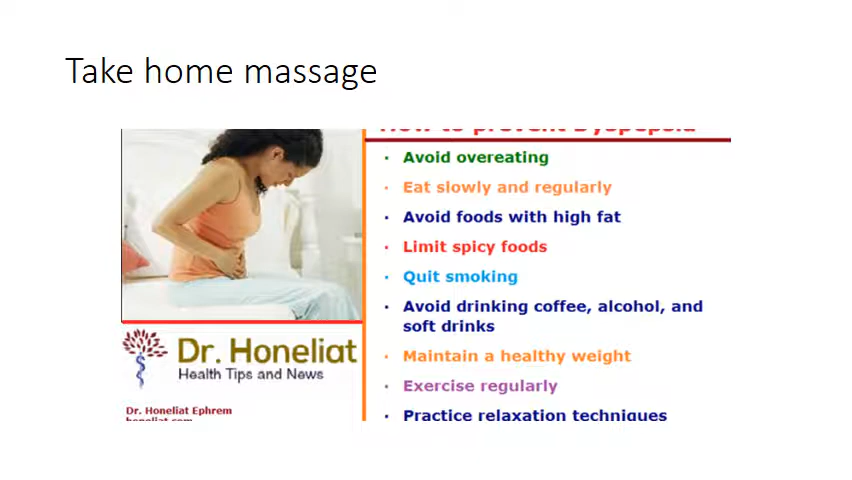 Take home massage
How to prevent Dyspepsia
· Avoid overeating
· Eat slowly and regularly
· Avoid foods with high fat
· Limit spicy foods
· Quit smoking
· Avoid drinking coffee, alcohol, and
soft drinks
· Maintain a healthy weight
· Exercise regularly
· Practice relaxation techniques
Dr. Honeliat
Health Tips and News
Dr. Honeliat Ephrem
honeliat.com